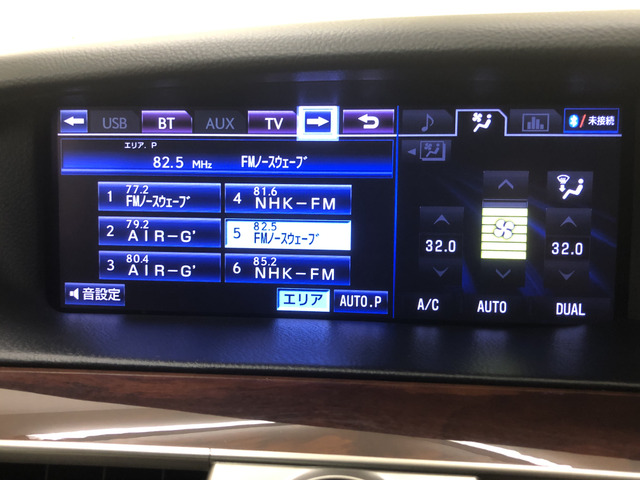 USB BT AUX TV 未接続
エリア. P
82.5 MHz FMノースウェーブ
1 77.2 FMノースウェーブ
4 81.6 NHK-FM
2 79.2 AIR-G'
5 82.5 FMノースウェーブ
3 80.4 AIR-G'
6 85.2 NHK-FM
音設定
エリア AUTO.P
32.0 32.0
A/C AUTO DUAL